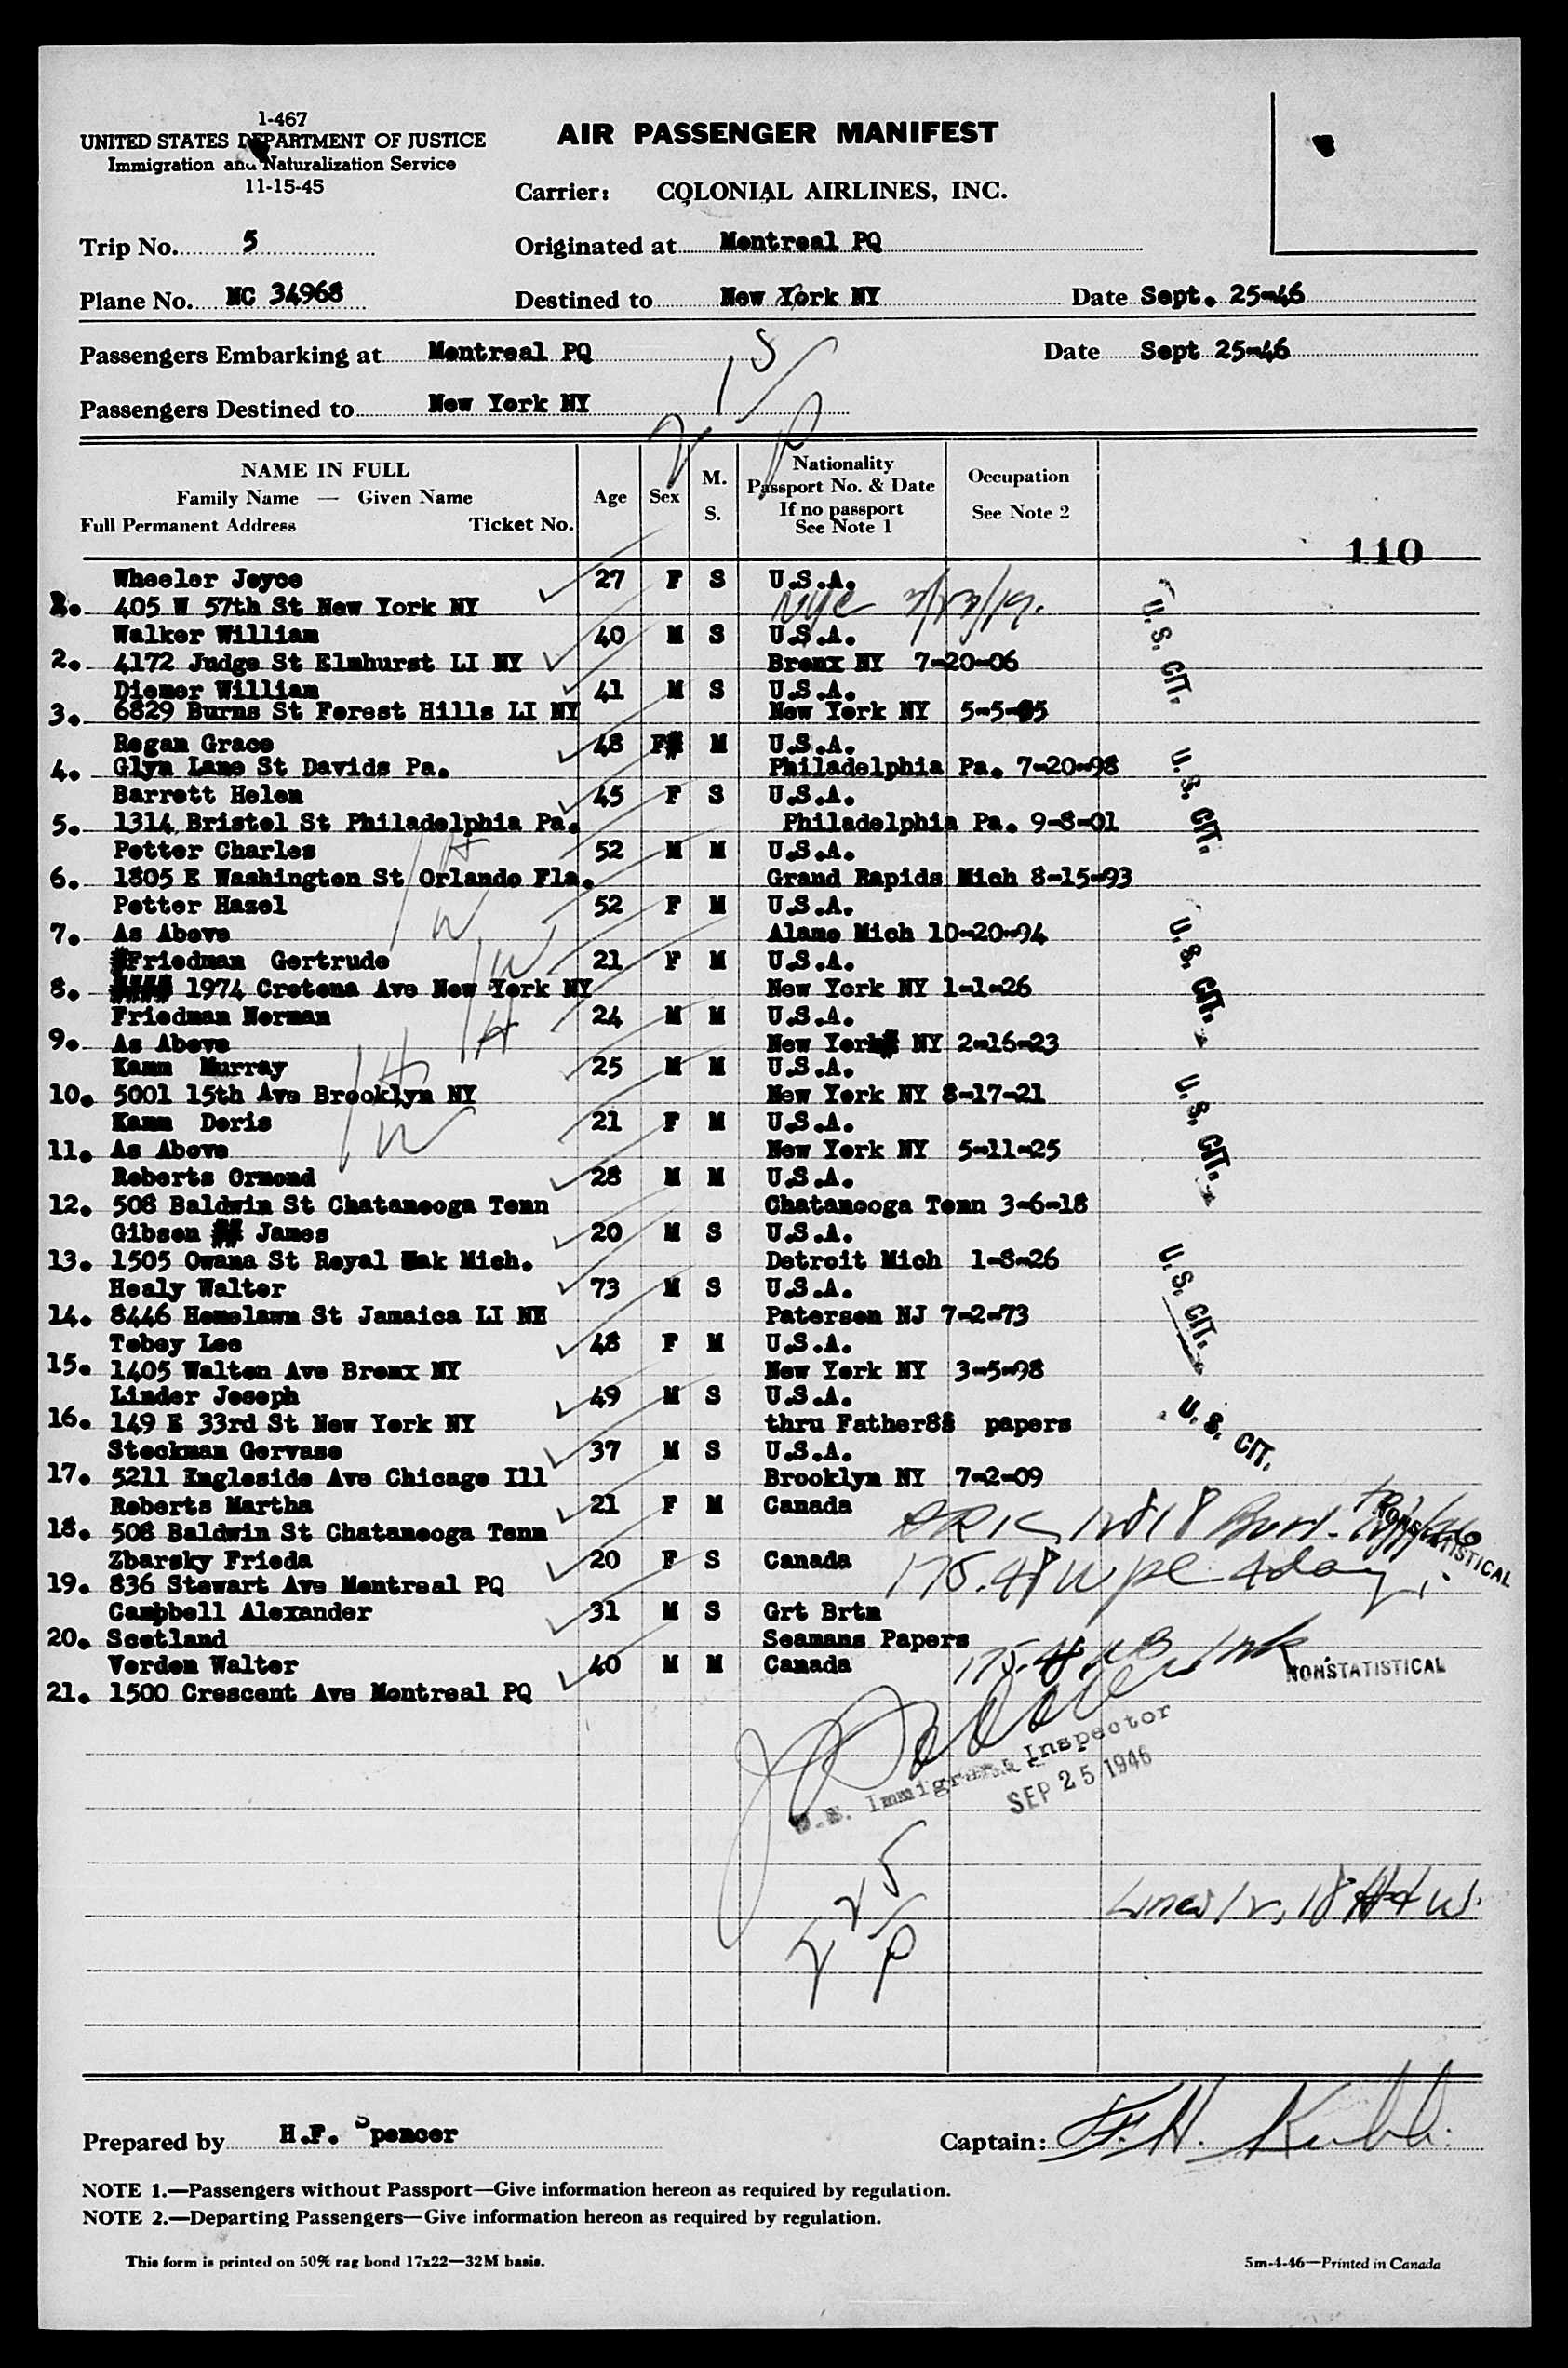 1-467
UNITED STATES DEPARTMENT OF JUSTICE
Immigration and Naturalization Service
11-15-45
AIR PASSENGER MANIFEST
Carrier: COLONIAL AIRLINES, INC.
Trip No. 5 Originated at Montreal PQ
Plane No. NC 34968 Destined to New York NY Date Sept. 25-46
Passengers Embarking at Montreal PQ Date Sept 25-46
Passengers Destined to New York NY
NAME IN FULL
Family Name — Given Name
Full Permanent Address Ticket No.
Age Sex M. S.
Nationality
Passport No. & Date
If no passport
See Note 1
Occupation
See Note 2
110
Wheeler Joyce 27 F S U.S.A.
405 W 57th St New York NY NYC
Walker William 40 M S U.S.A.
2. 4172 Judge St Elmhurst LI NY Bronx NY 7-20-06
Diemer William 41 M S U.S.A.
3. 6829 Burns St Forest Hills LI NY New York NY 5-5-05
Regan Grace 48 F M U.S.A.
4. Glyn Lane St Davids Pa. Philadelphia Pa. 7-20-98
Barrett Helen 45 F S U.S.A.
5. 1314 Bristol St Philadelphia Pa. Philadelphia Pa. 9-8-01
Potter Charles 52 M M U.S.A.
6. 1805 E Washington St Orlando Fla. Grand Rapids Mich 8-15-93
Potter Hazel 52 F M U.S.A.
7. As Above Alamo Mich 10-20-94
Friedman Gertrude 21 F M U.S.A.
8. 1974 Crotona Ave New York NY New York NY 1-1-26
Friedman Norman 24 M M U.S.A.
9. As Above New York NY 2-16-23
Kamm Murray 25 M M U.S.A.
10. 5001 15th Ave Brooklyn NY New York NY 8-17-21
Kamm Doris 21 F M U.S.A.
11. As Above New York NY 5-11-25
Roberts Ormond 28 M M U.S.A.
12. 508 Baldwin St Chatanooga Tenn Chatanooga Tenn 3-6-18
Gibson James 20 M S U.S.A.
13. 1505 Owana St Royal Oak Mich. Detroit Mich 1-8-26
Healy Walter 73 M S U.S.A.
14. 8446 Homelawn St Jamaica LI NY Paterson NJ 7-2-73
Tobey Lee 48 F M U.S.A.
15. 1405 Walton Ave Bronx NY New York NY 3-5-98
Linder Joseph 49 M S U.S.A.
16. 149 E 33rd St New York NY thru Father88 papers
Stockman Gervase 37 M S U.S.A.
17. 5211 Ingleside Ave Chicago Ill Brooklyn NY 7-2-09
Roberts Martha 21 F M Canada
18. 508 Baldwin St Chatanooga Tenn
Zbarsky Frieda 20 F S Canada
19. 836 Stewart Ave Montreal PQ
Campbell Alexander 31 M S Grt Brtn
20. Scotland Seamans Papers
Verdon Walter 40 M M Canada
21. 1500 Crescent Ave Montreal PQ
U. S. CIT.
U. S. CIT.
U. S. CIT.
U. S. CIT.
U. S. CIT.
U. S. CIT.
NONSTATISTICAL
NONSTATISTICAL
U.S. Immigrant Inspector
SEP 25 1946
Lines 12, 18 H & W.
Prepared by H.F. Spencer Captain: F. H.
NOTE 1.—Passengers without Passport—Give information hereon as required by regulation.
NOTE 2.—Departing Passengers—Give information hereon as required by regulation.
This form is printed on 50% rag bond 17x22—32M basis. 5m-4-46—Printed in Canada